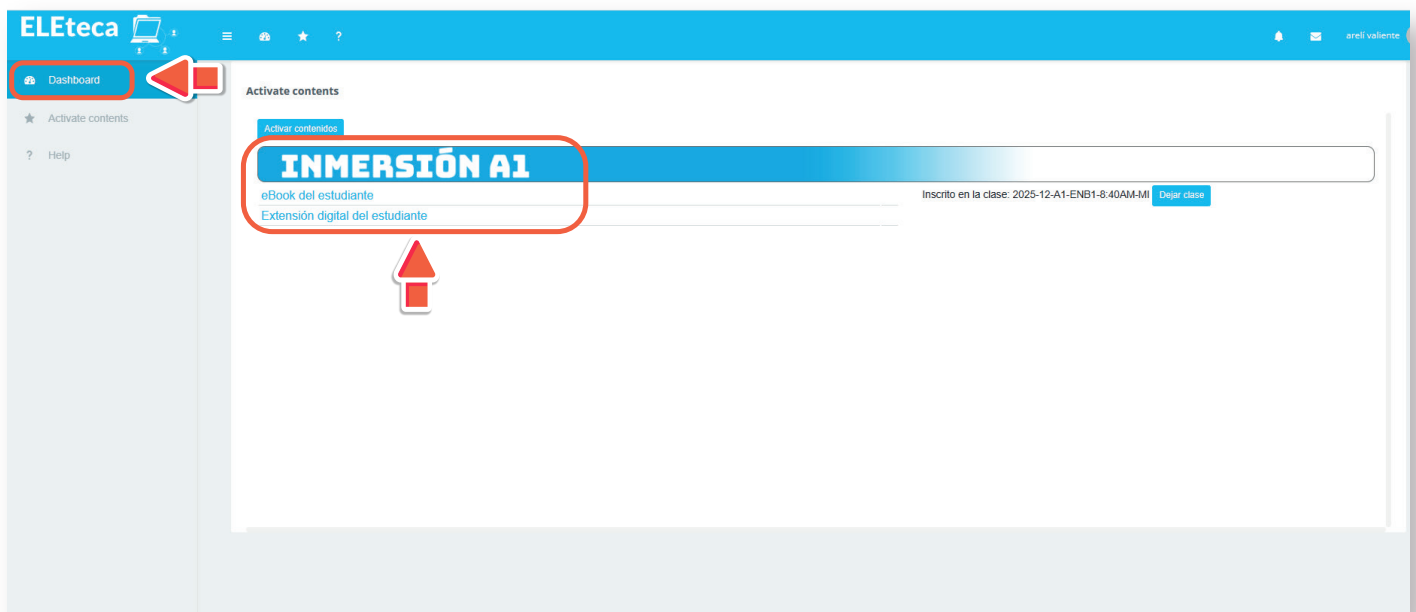 ELEteca
?
arelí valiente
Dashboard
Activate contents
? Help
Activate contents
Activar contenidos
INMERSIÓN A1
eBook del estudiante
Inscrito en la clase: 2025-12-A1-ENB1-8:40AM-MI Dejar clase
Extensión digital del estudiante